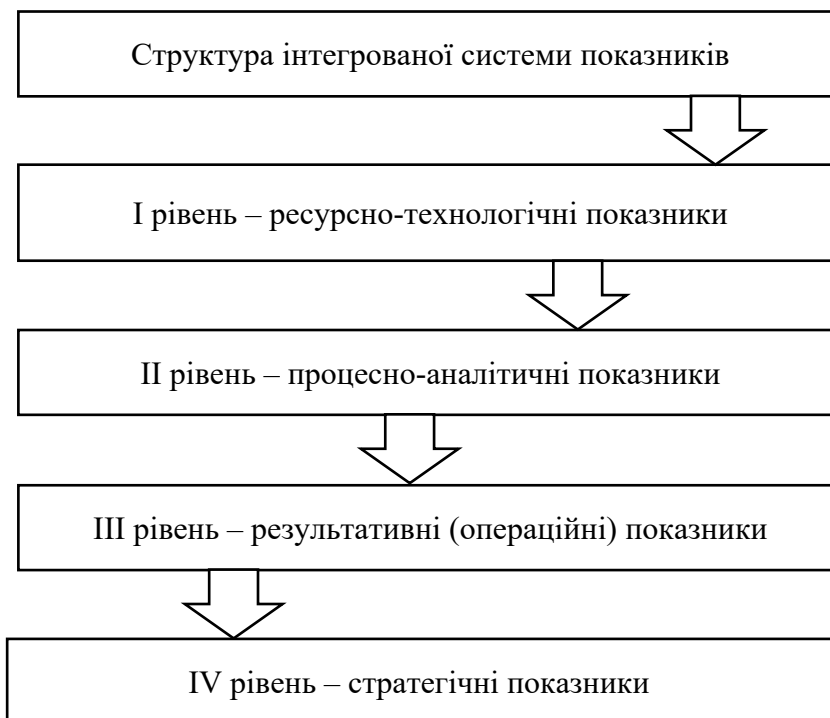 Структура інтегрованої системи показників
І рівень – ресурсно-технологічні показники
ІІ рівень – процесно-аналітичні показники
ІІІ рівень – результативні (операційні) показники
IV рівень – стратегічні показники